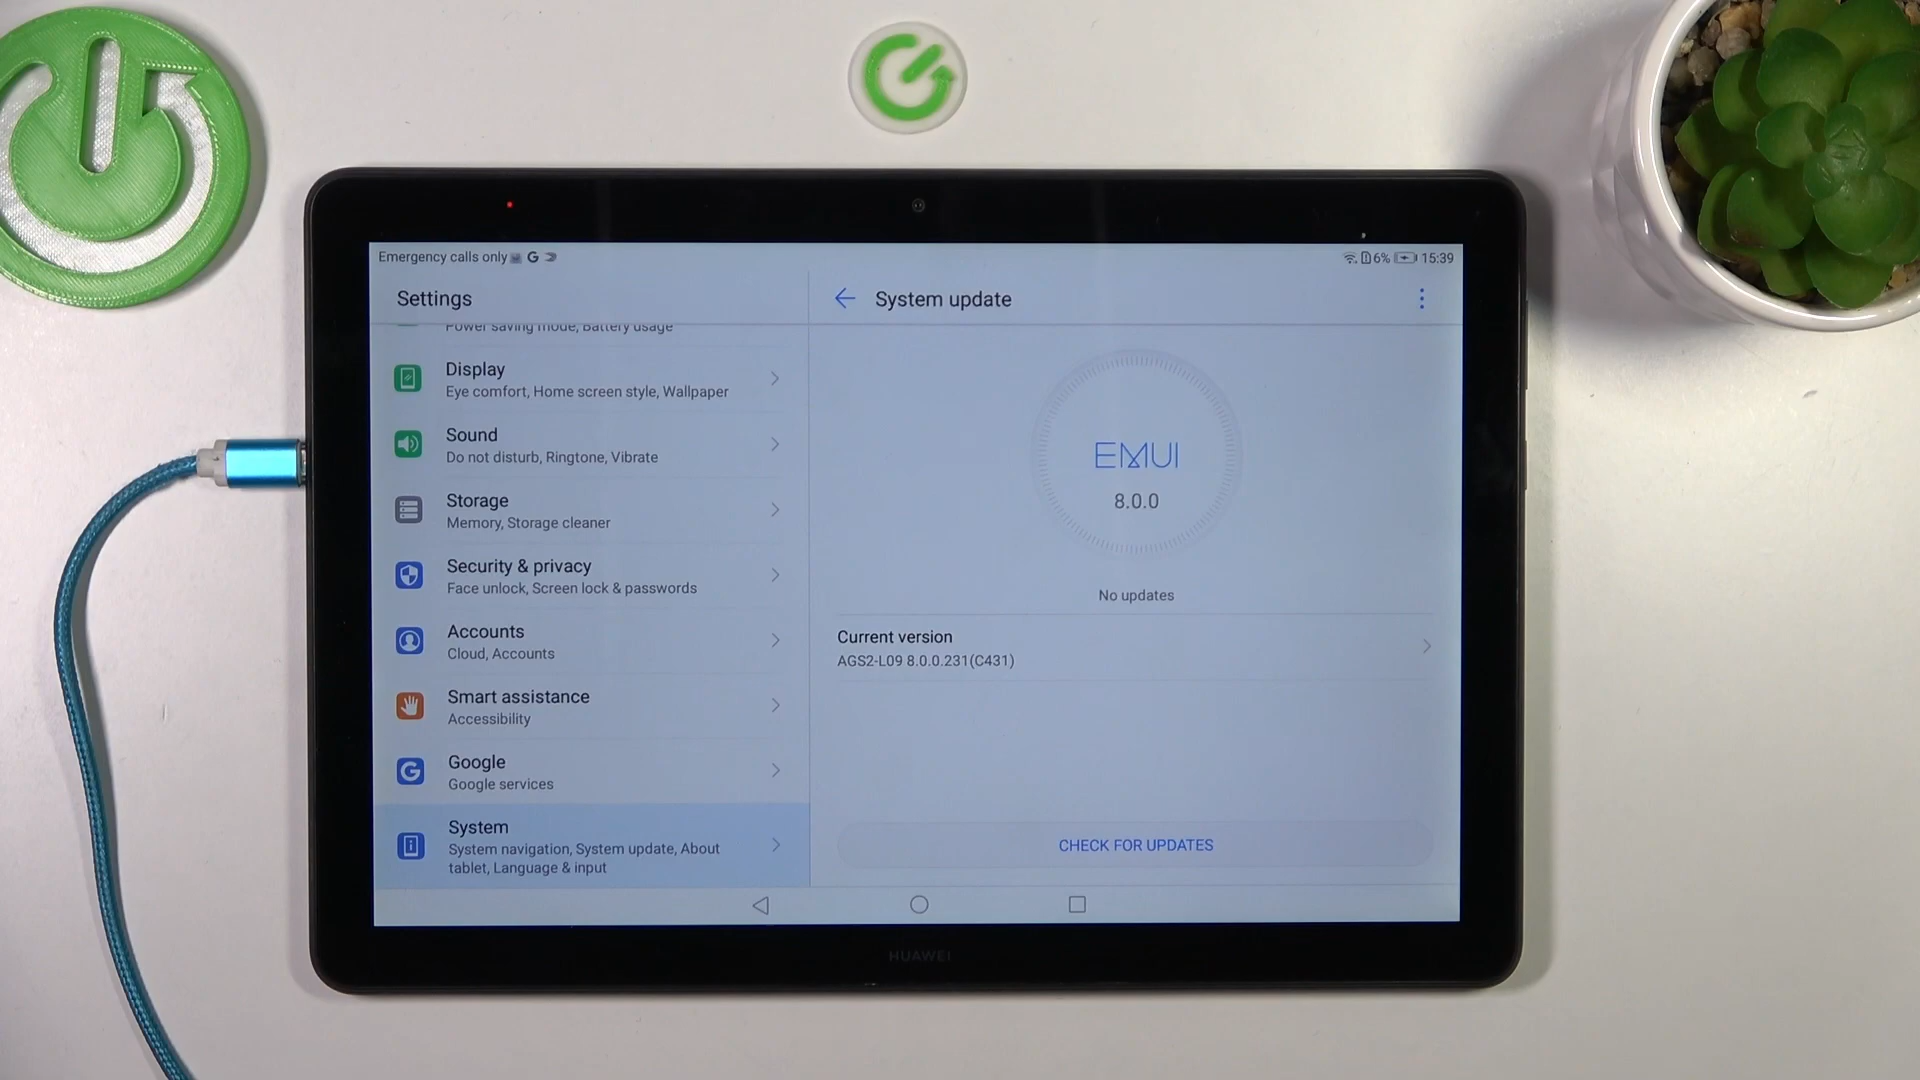 Emergency calls only
6% 15:39
Settings
System update
Power saving mode, Battery usage
Display
Eye comfort, Home screen style, Wallpaper
Sound
Do not disturb, Ringtone, Vibrate
Storage
Memory, Storage cleaner
Security & privacy
Face unlock, Screen lock & passwords
Accounts
Cloud, Accounts
Smart assistance
Accessibility
Google
Google services
System
System navigation, System update, About
tablet, Language & input
EMUI
8.0.0
No updates
Current version
AGS2-L09 8.0.0.231(C431)
CHECK FOR UPDATES
HUAWEI